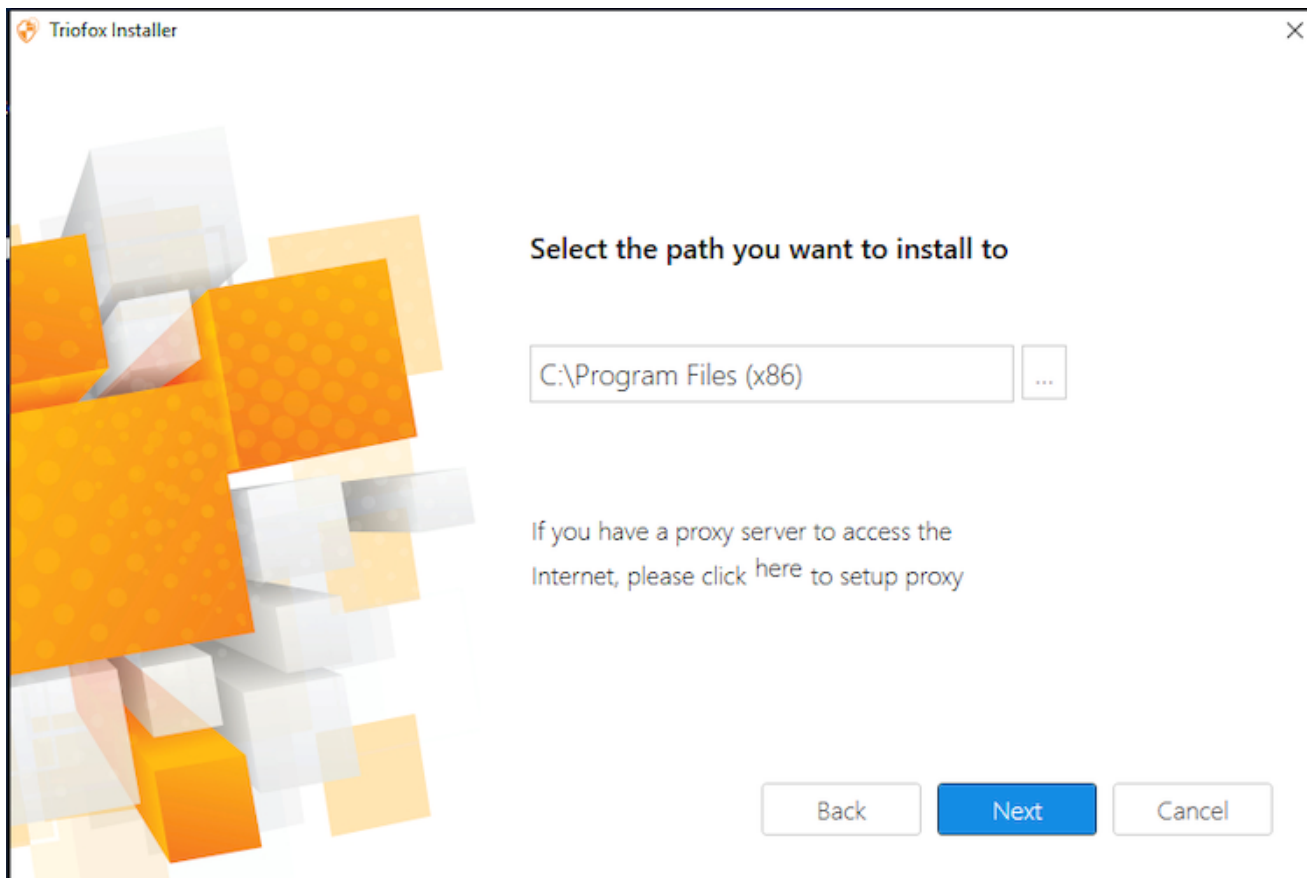 Triofox Installer
Select the path you want to install to
C:\Program Files (x86)
...
If you have a proxy server to access the
Internet, please click here to setup proxy
Back
Next
Cancel